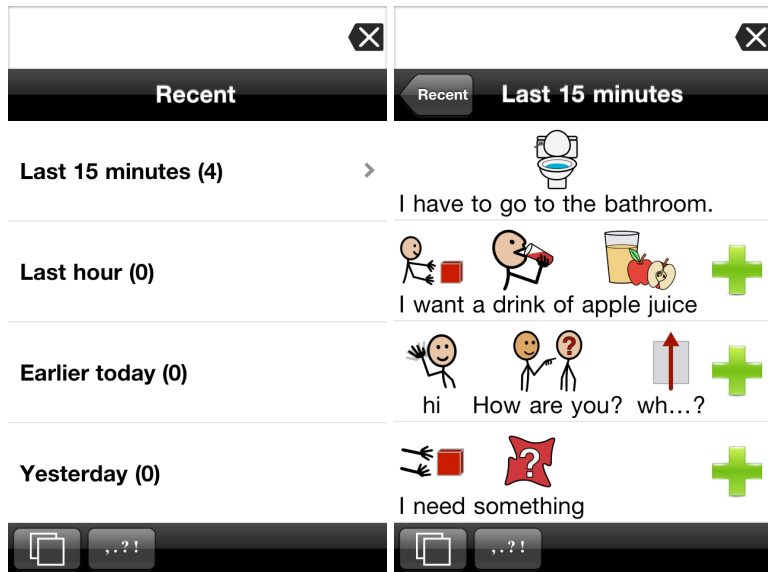 Recent
Last 15 minutes (4)
Last hour (0)
Earlier today (0)
Yesterday (0)
,.?!
Recent
Last 15 minutes
I have to go to the bathroom.
I want a drink of apple juice
?
hi How are you? wh...?
?
I need something
,.?!